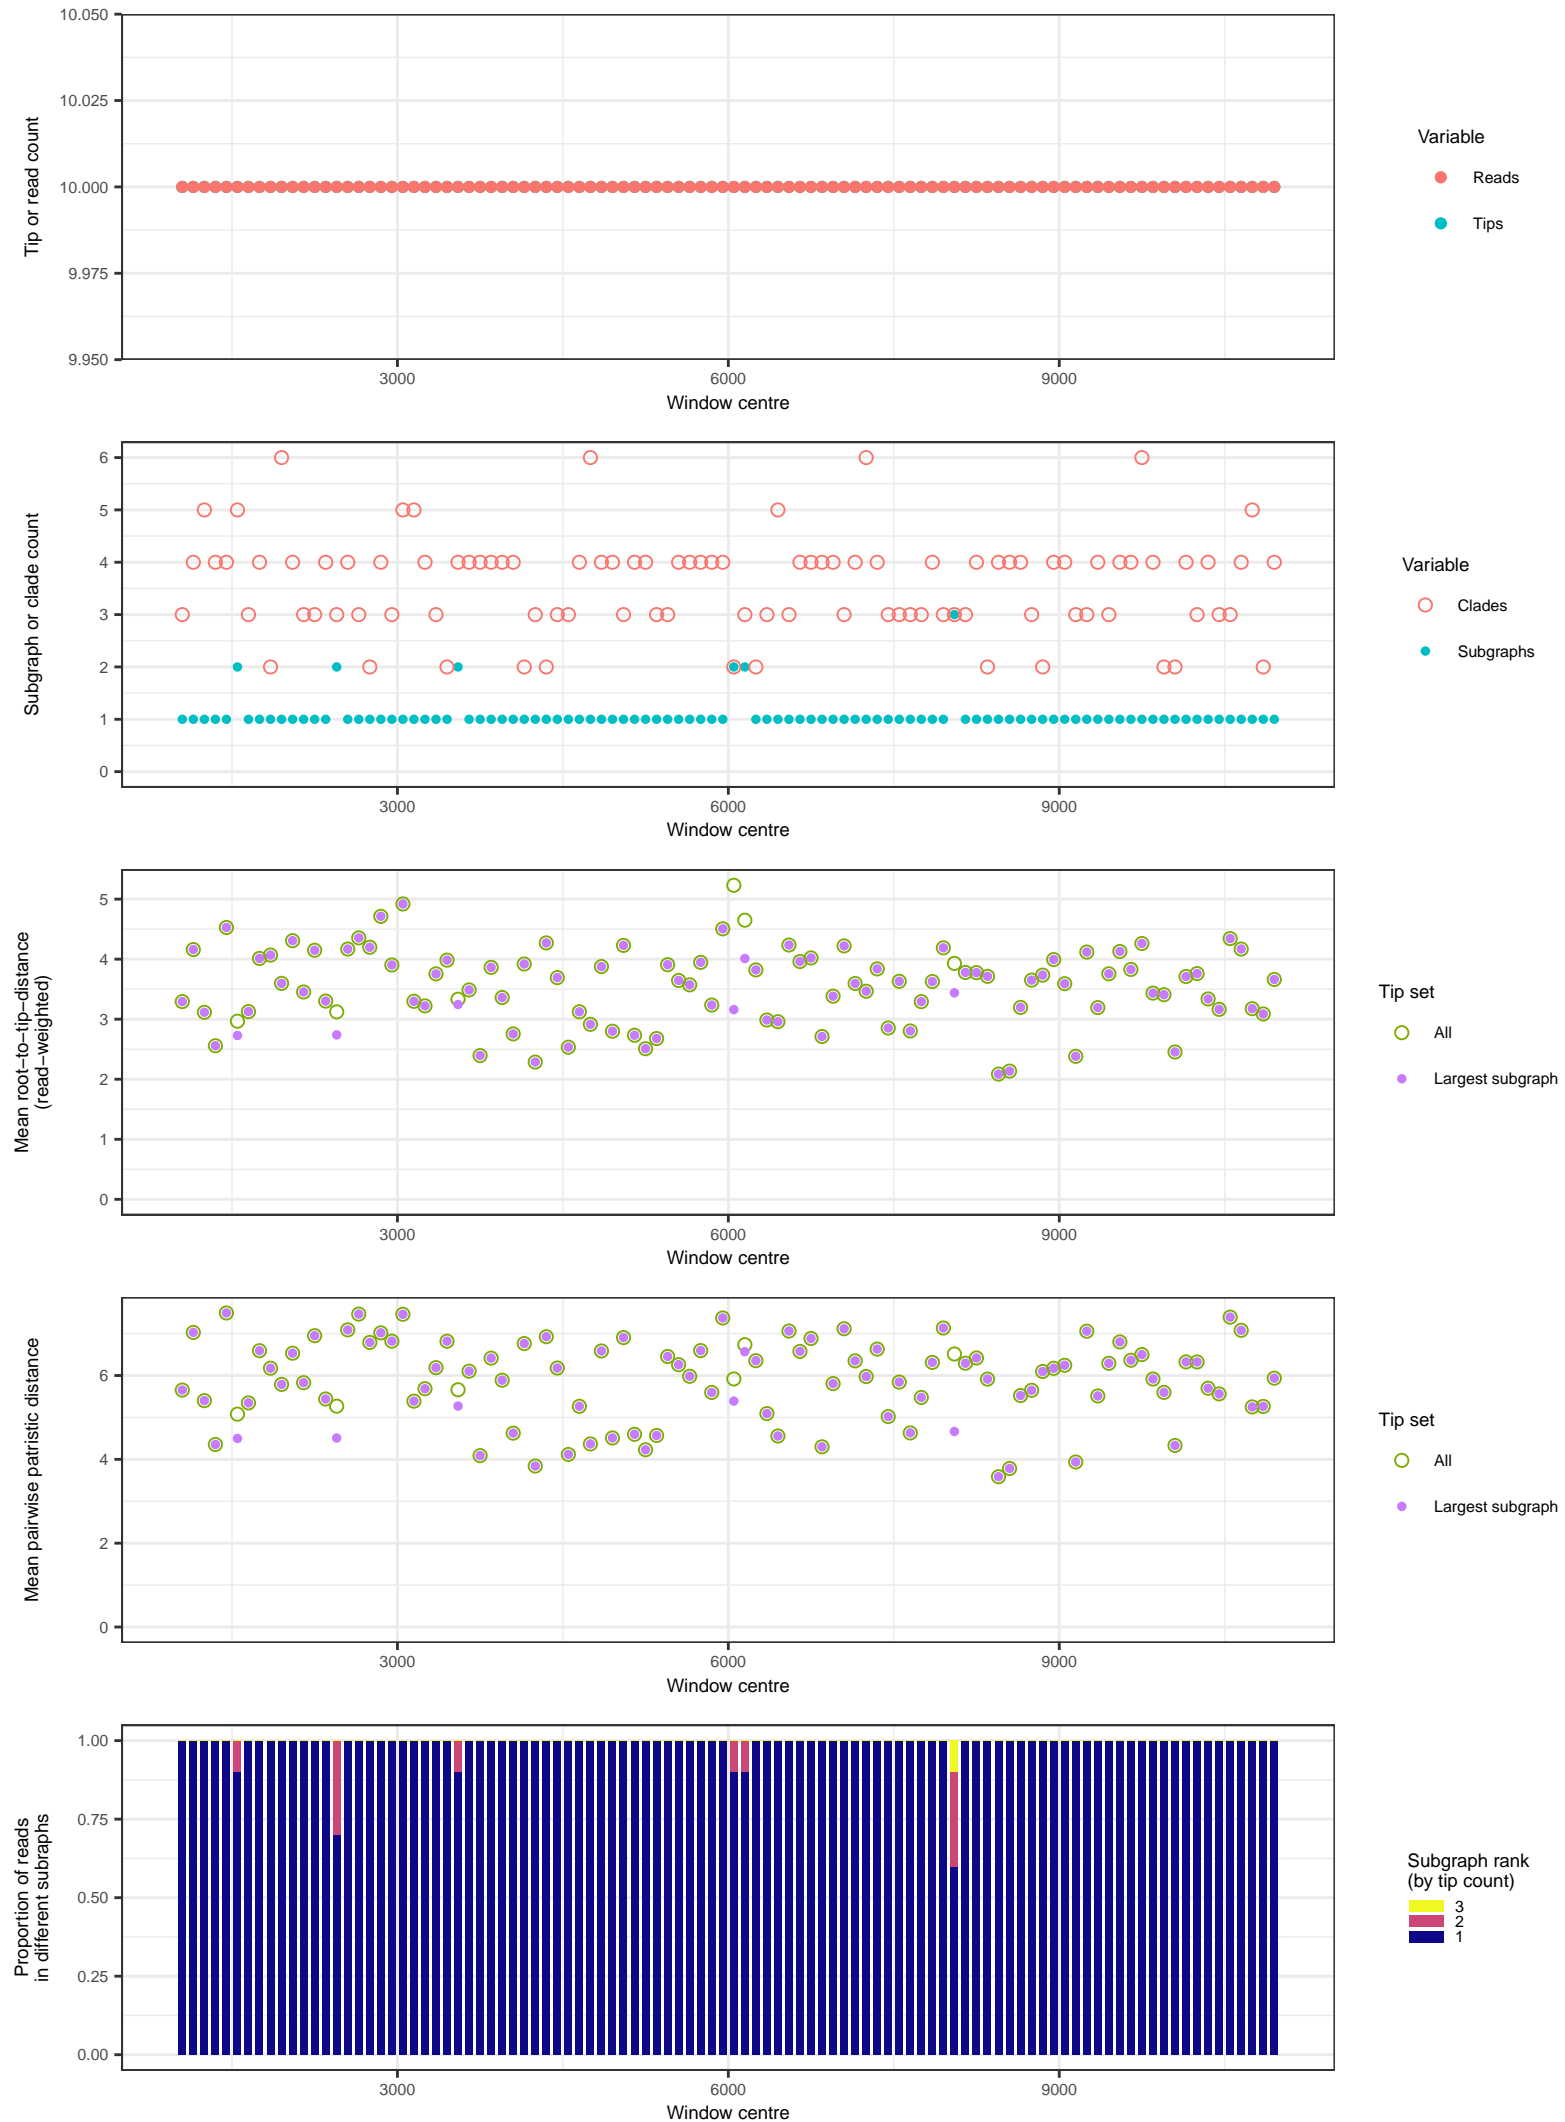 10.050
10.025
10.000
9.975
9.950
Tip or read count
3000
6000
9000
Window centre
Variable
Reads
Tips
6
5
4
3
2
1
0
Subgraph or clade count
3000
6000
9000
Window centre
Variable
Clades
Subgraphs
5
4
3
2
1
0
Mean root−to−tip−distance
(read−weighted)
3000
6000
9000
Window centre
Tip set
All
Largest subgraph
6
4
2
0
Mean pairwise patristic distance
3000
6000
9000
Window centre
Tip set
All
Largest subgraph
1.00
0.75
0.50
0.25
0.00
Proportion of reads
in different subraphs
3000
6000
9000
Window centre
Subgraph rank
(by tip count)
3
2
1